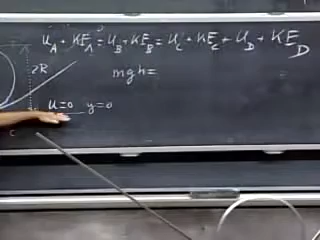 U_A + KE_A = U_B + KE_B = U_C + KE_C = U_D + KE_D
mgh =
2R
U=0 y=0
C